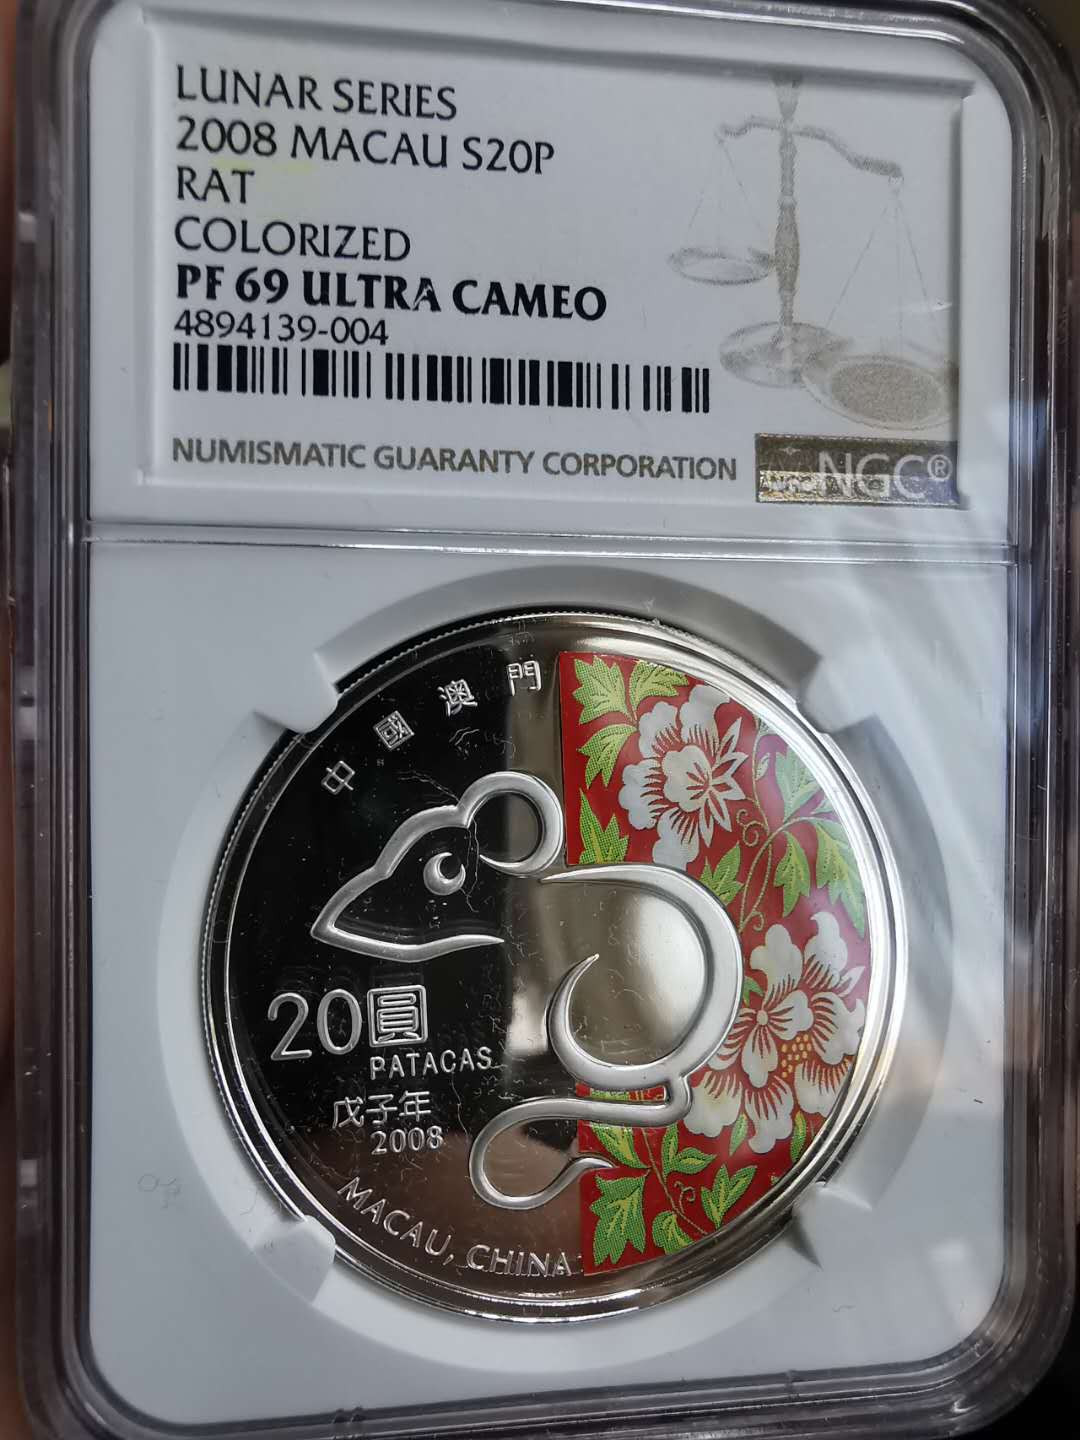 LUNAR SERIES
2008 MACAU S20P
RAT
COLORIZED
PF 69 ULTRA CAMEO
4894139-004
NUMISMATIC GUARANTY CORPORATION
NGC®
中國澳門
20圓
PATACAS
戊子年
2008
MACAU, CHINA